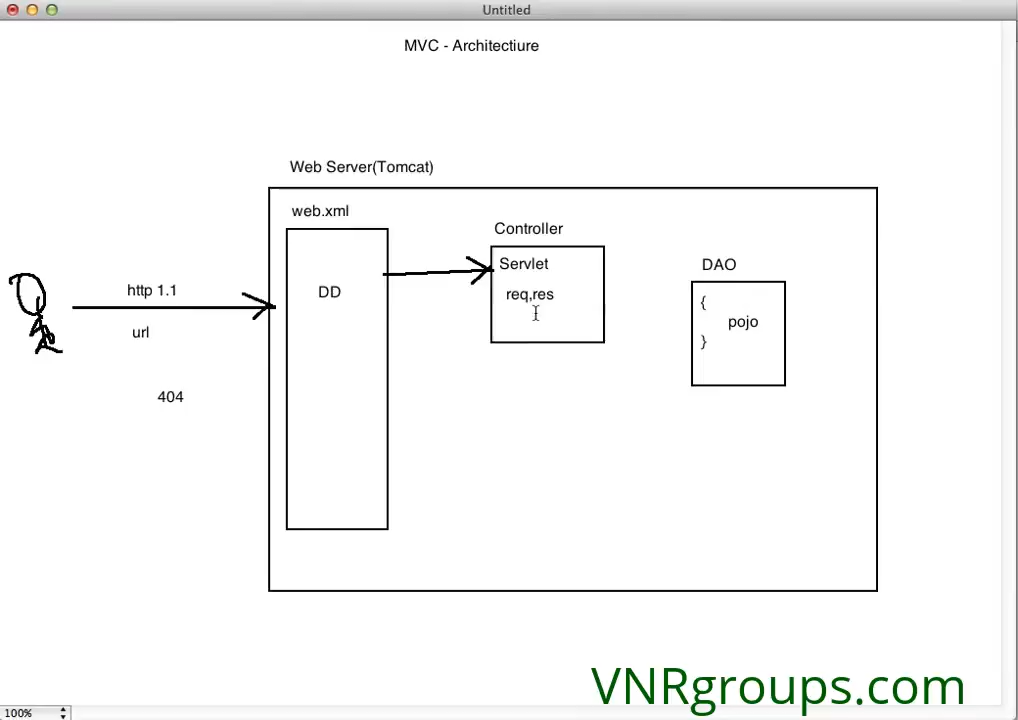 Untitled
MVC - Architectiure
Web Server(Tomcat)
web.xml
Controller
Servlet
DAO
http 1.1
DD
req,res
{
pojo
url
}
404
VNRgroups.com
100%